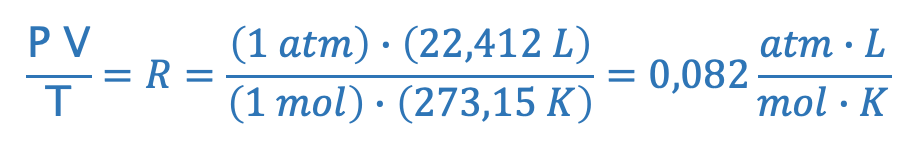 P V / T = R = (1 atm) · (22,412 L) / (1 mol) · (273,15 K) = 0,082 atm · L / mol · K